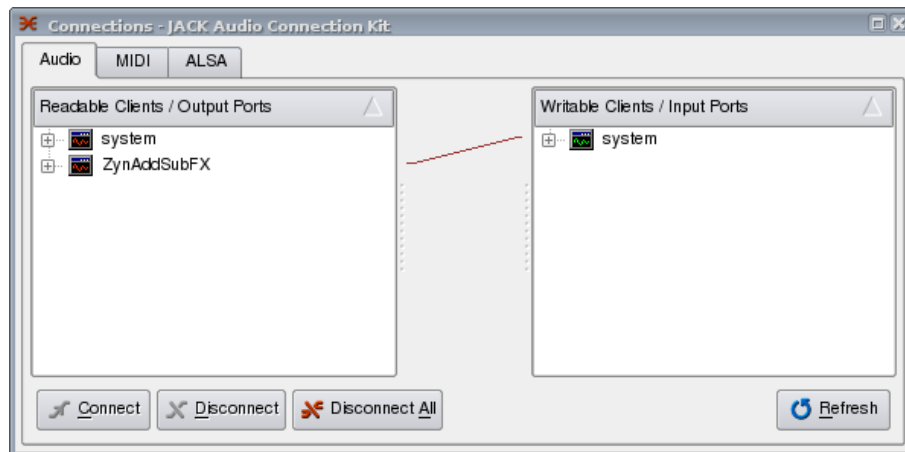 Connections - JACK Audio Connection Kit
Audio MIDI ALSA
Readable Clients / Output Ports
system
ZynAddSubFX
Writable Clients / Input Ports
system
Connect Disconnect Disconnect All Refresh